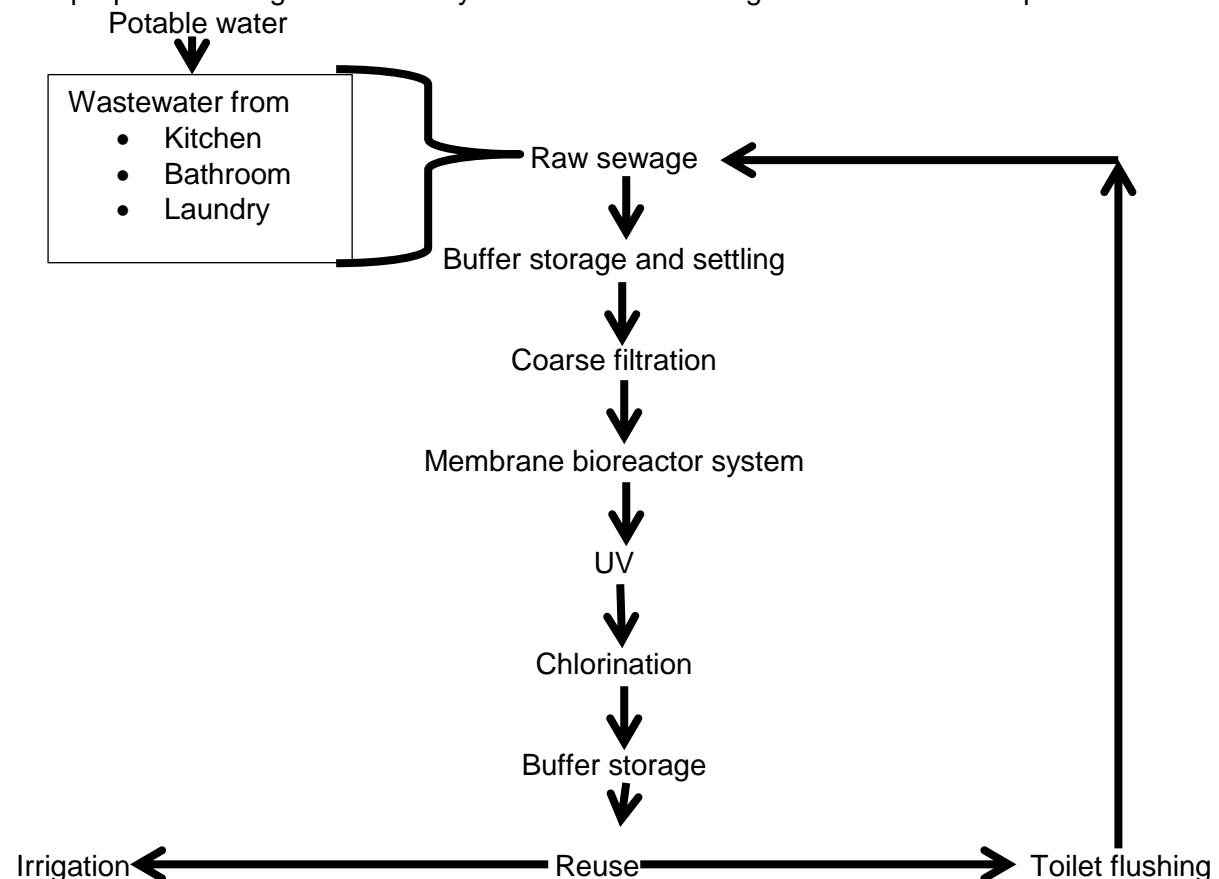 Potable water
Wastewater from
• Kitchen
• Bathroom
• Laundry
Raw sewage
Buffer storage and settling
Coarse filtration
Membrane bioreactor system
UV
Chlorination
Buffer storage
Irrigation Reuse Toilet flushing